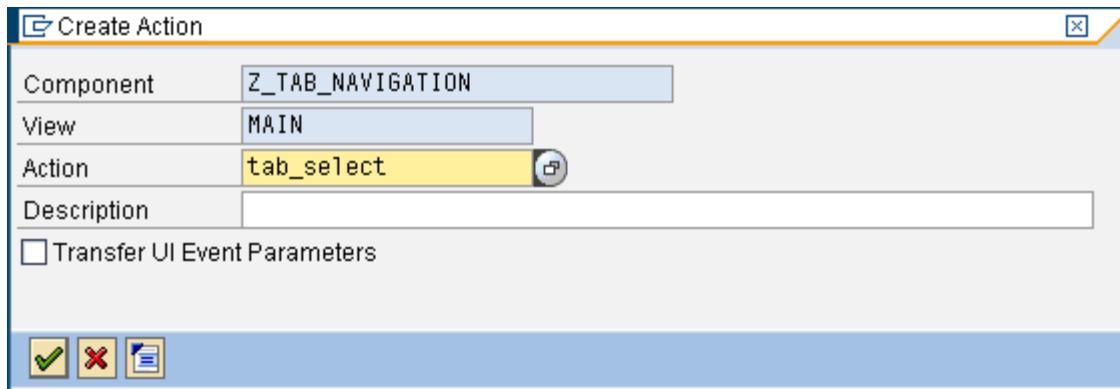 Create Action
Component Z_TAB_NAVIGATION
View MAIN
Action tab_select
Description
Transfer UI Event Parameters